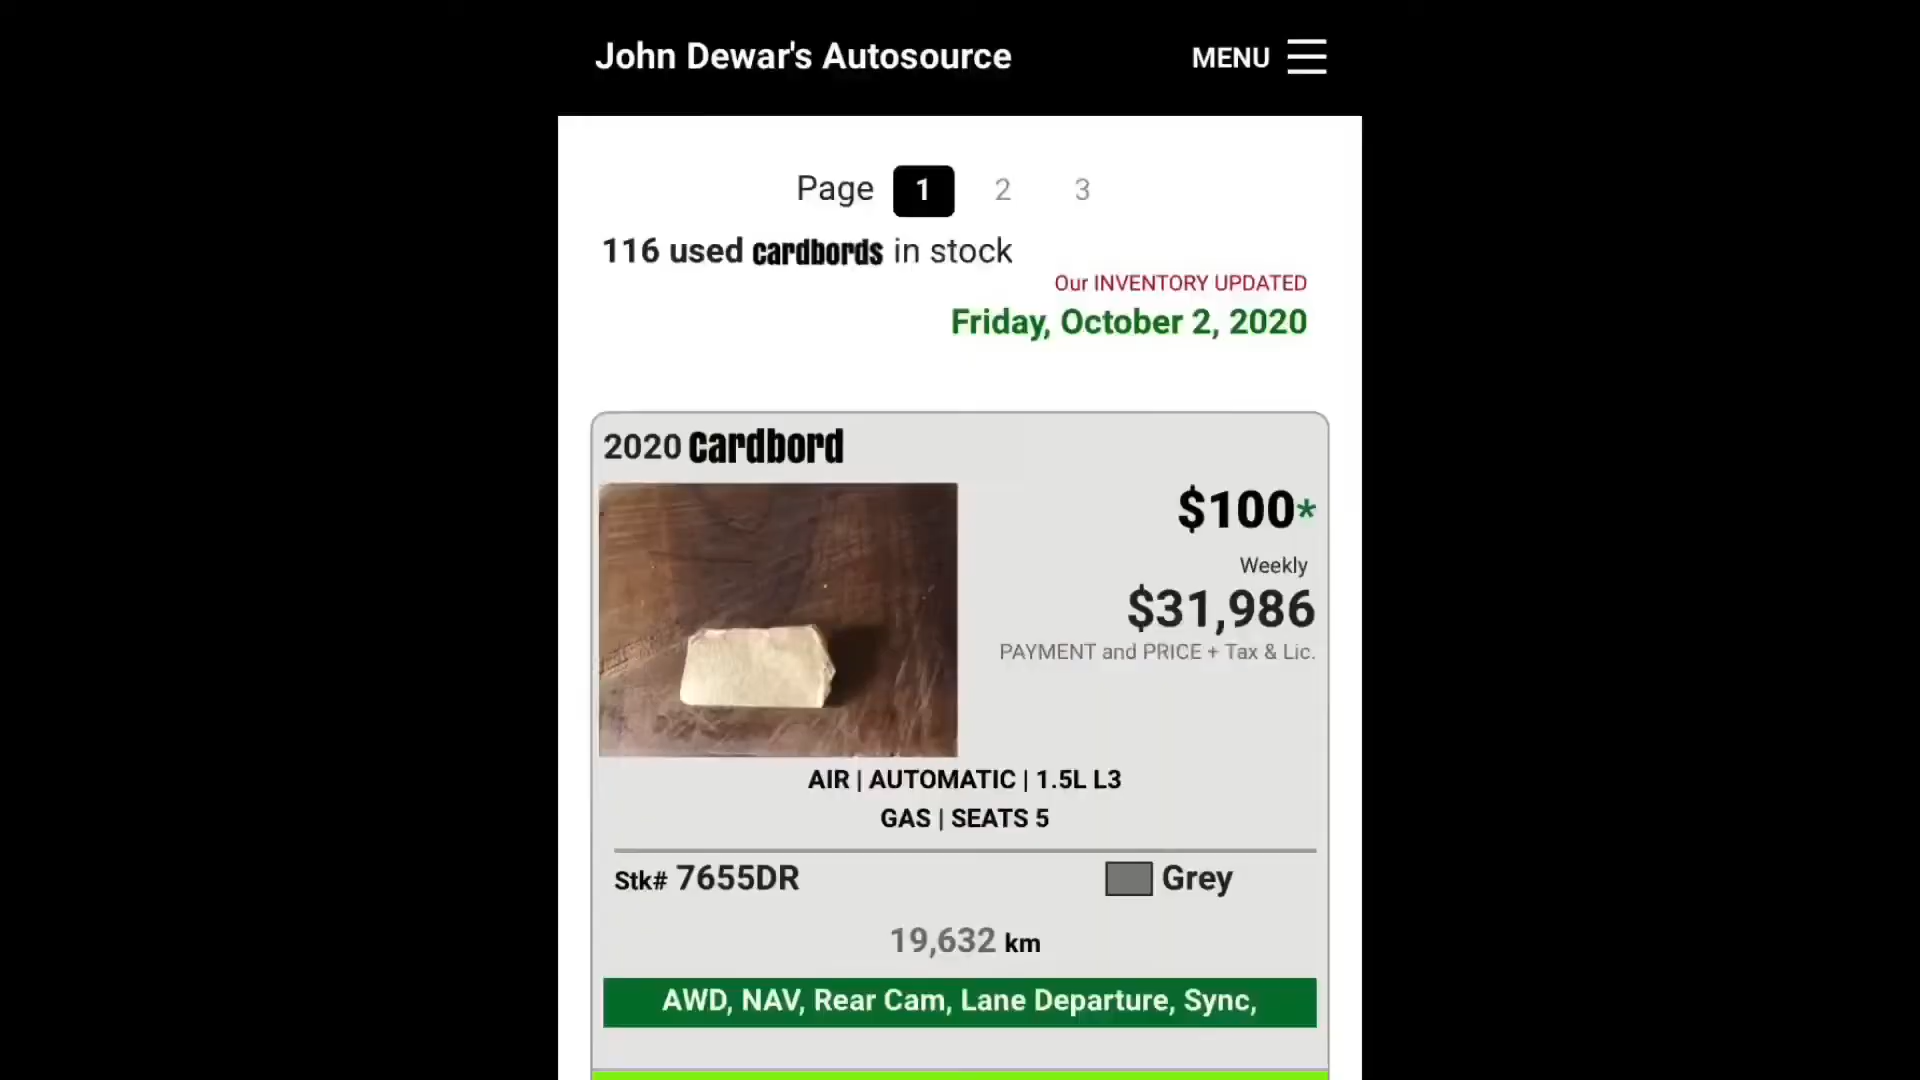 John Dewar's Autosource
MENU
Page 1 2 3
116 used cardbords in stock
Our INVENTORY UPDATED
Friday, October 2, 2020
2020 Cardbord
$100*
Weekly
$31,986
PAYMENT and PRICE + Tax & Lic.
AIR | AUTOMATIC | 1.5L L3
GAS | SEATS 5
Stk# 7655DR
Grey
19,632 km
AWD, NAV, Rear Cam, Lane Departure, Sync,